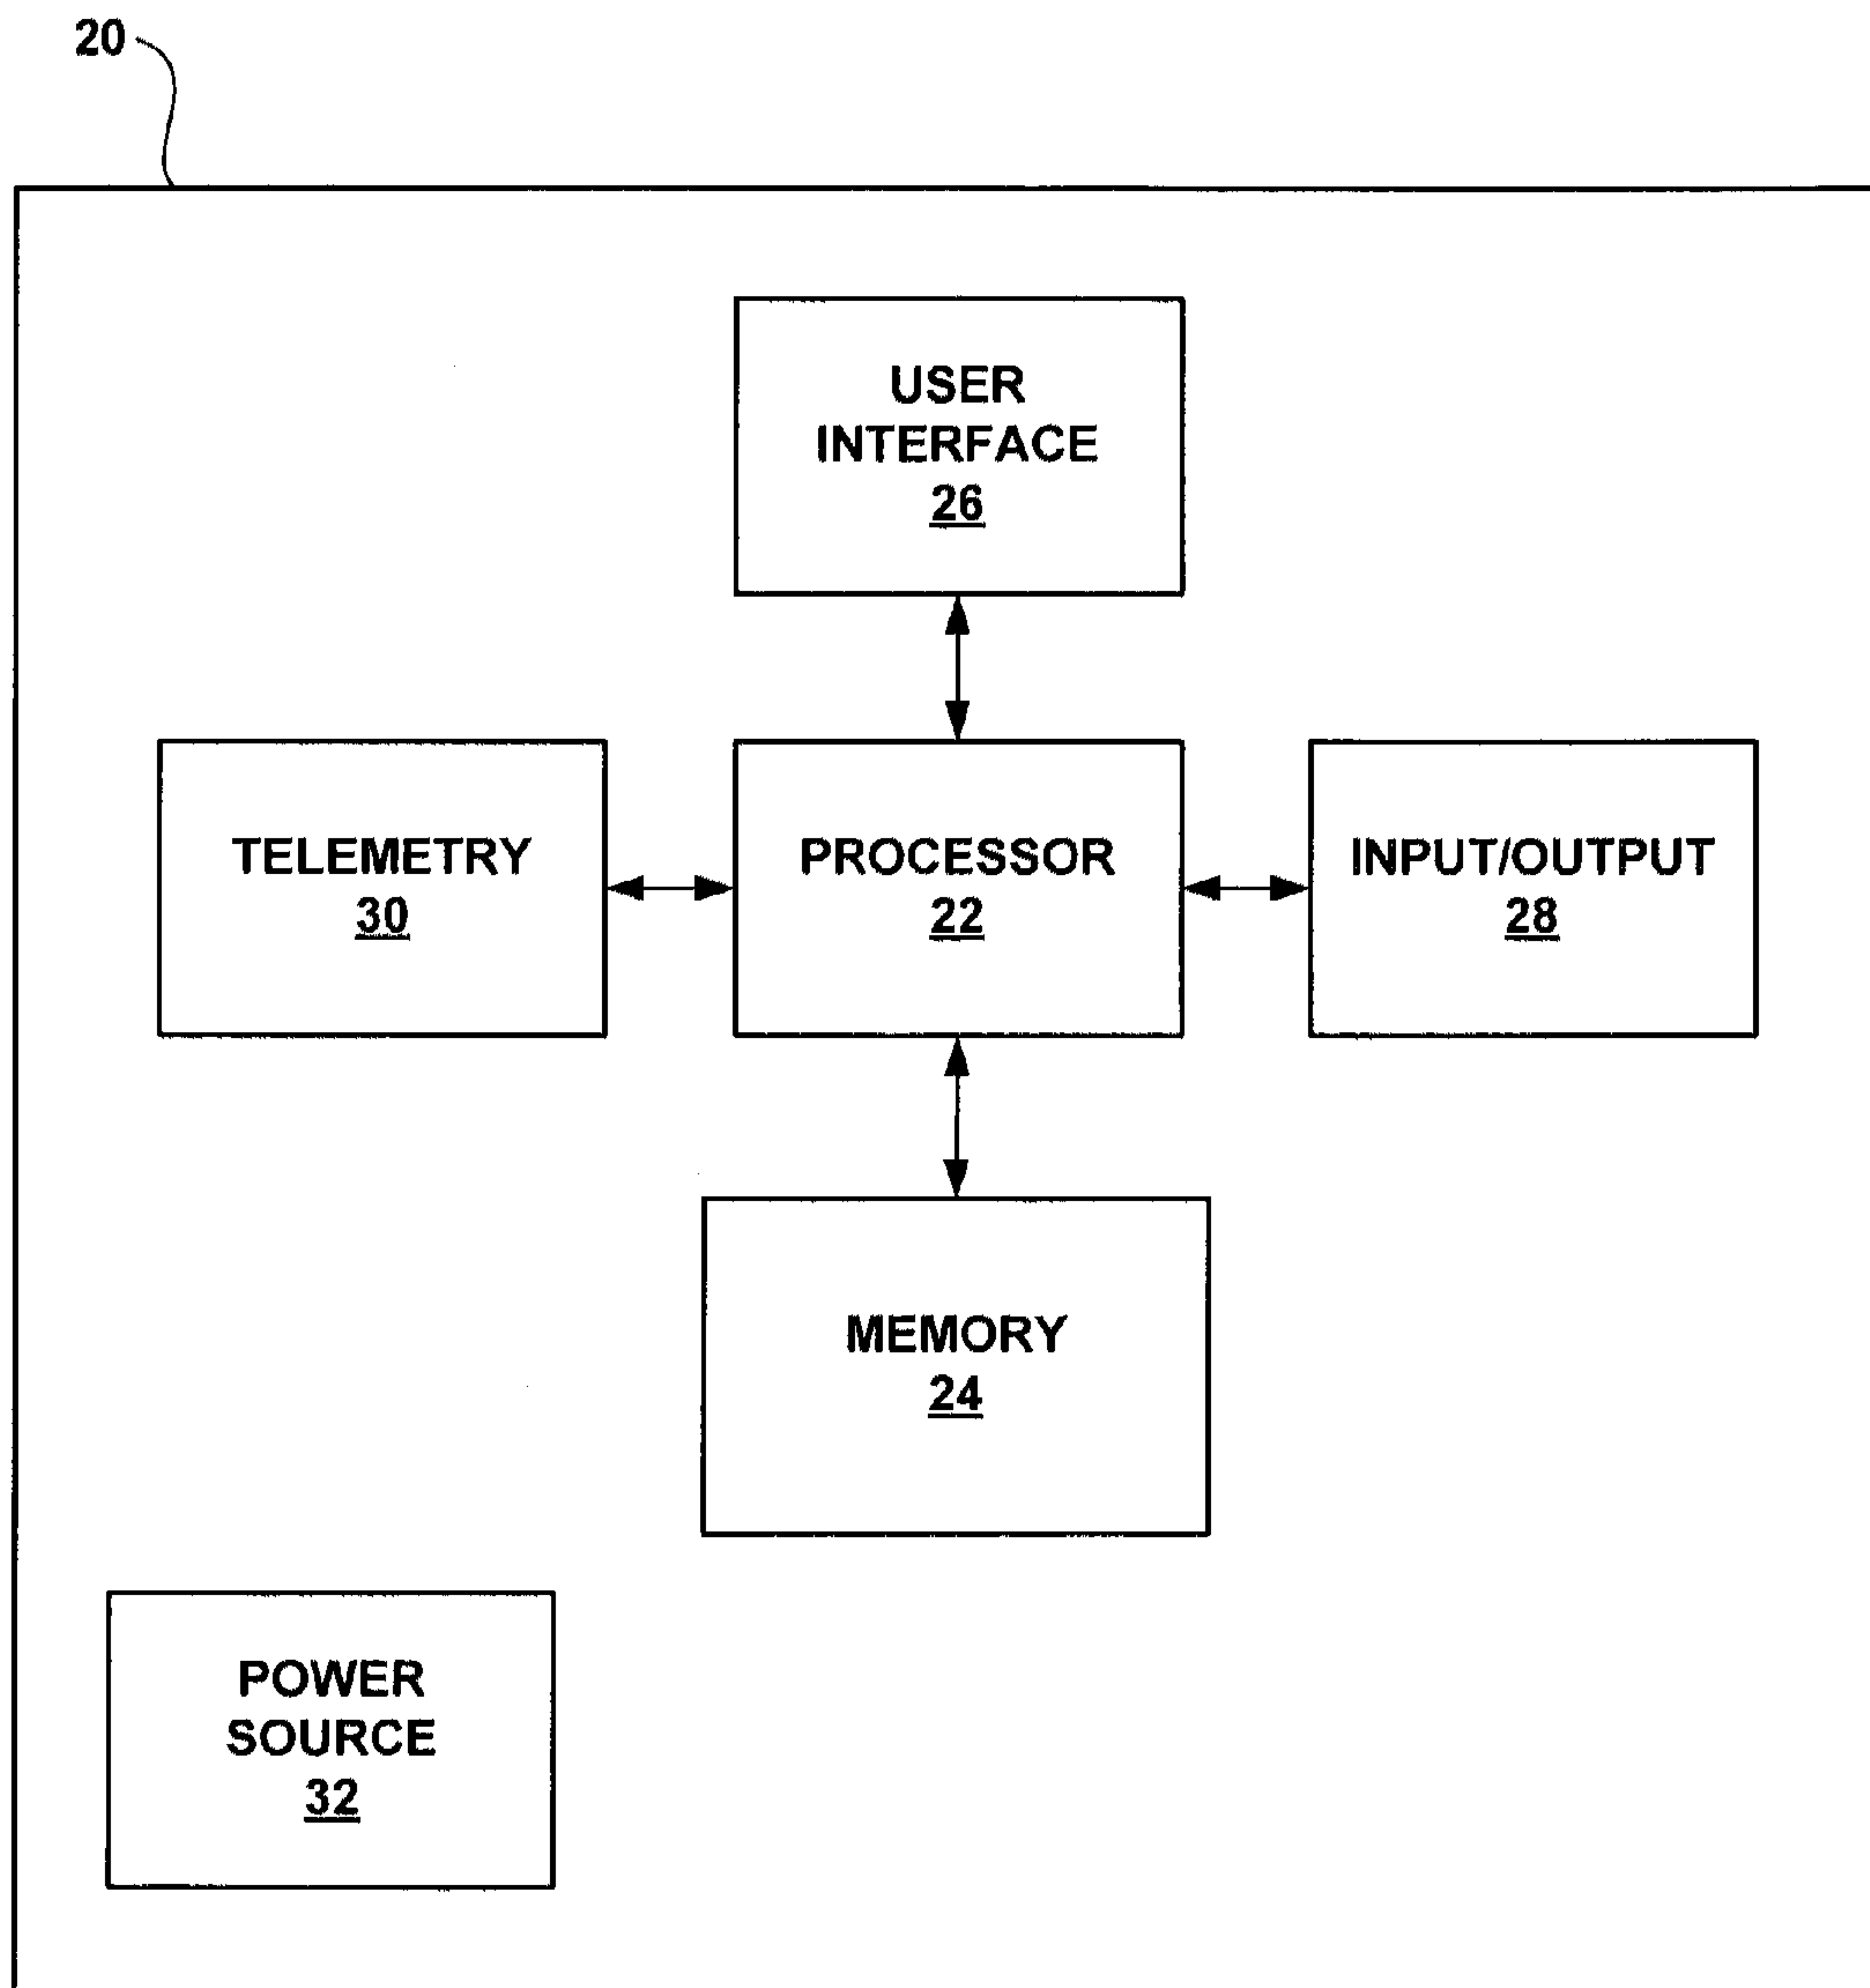 20
USER
INTERFACE
26
TELEMETRY
30
PROCESSOR
22
INPUT/OUTPUT
28
MEMORY
24
POWER
SOURCE
32